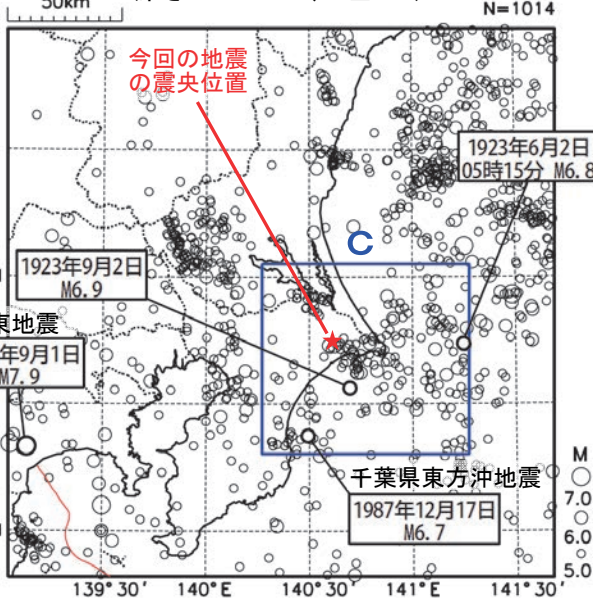 50km
N=1014
今回の地震
の震央位置
1923年6月2日
05時15分 M6.8
C
1923年9月2日
M6.9
東地震
年9月1日
M7.9
千葉県東方沖地震
1987年12月17日
M6.7
M
7.0
6.0
5.0
139°30′ 140°E 140°30′ 141°E 141°30′